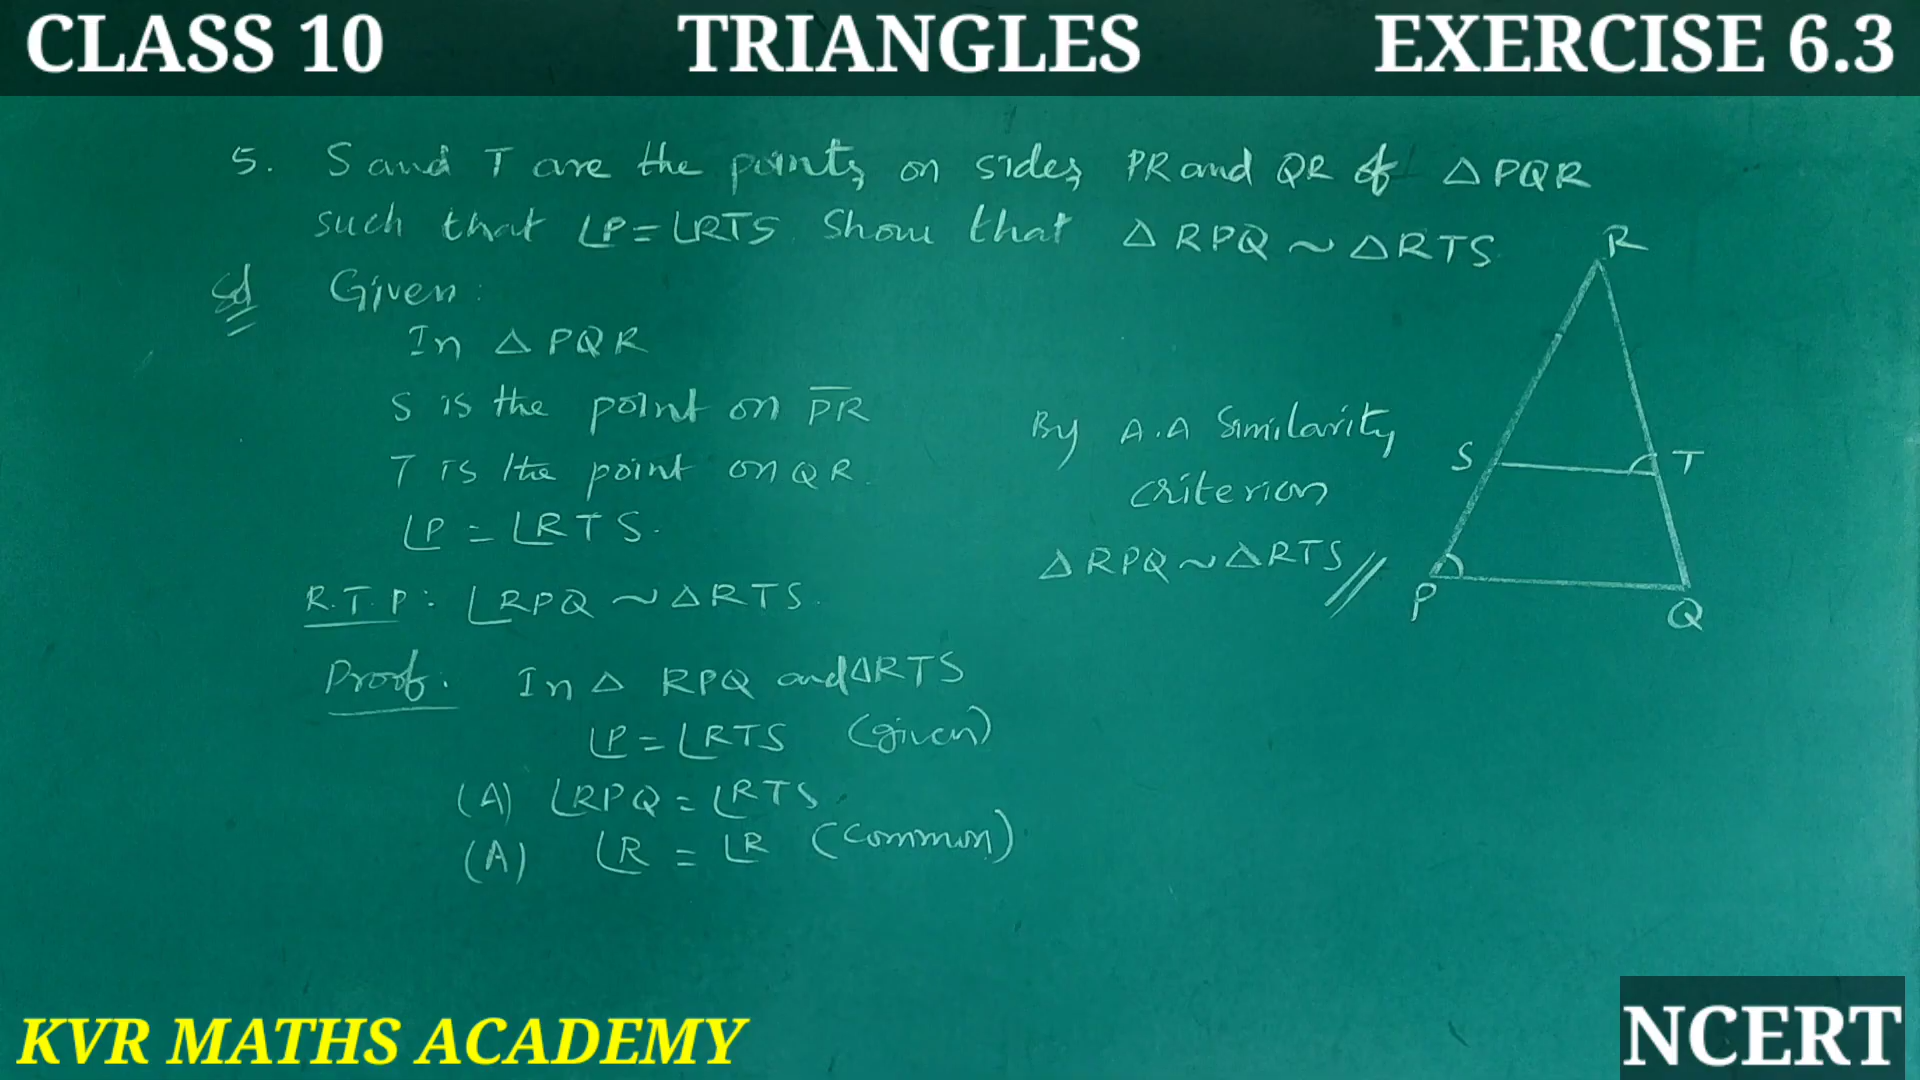 CLASS 10 TRIANGLES EXERCISE 6.3
5. S and T are the points on sides PR and QR of △PQR
such that ∠P = ∠RTS Show that △RPQ ~ △RTS
Sol Given:
In △PQR
S is the point on P̅R̅
T is the point on QR.
∠P = ∠RTS.
R.T.P: ∠RPQ ~ △RTS.
Proof: In △ RPQ and △RTS
∠P = ∠RTS (given)
(A) ∠RPQ = ∠RTS
(A) ∠R = ∠R (common)
By A.A Similarity
criterion
△RPQ ~ △RTS //
R
S T
P Q
KVR MATHS ACADEMY
NCERT